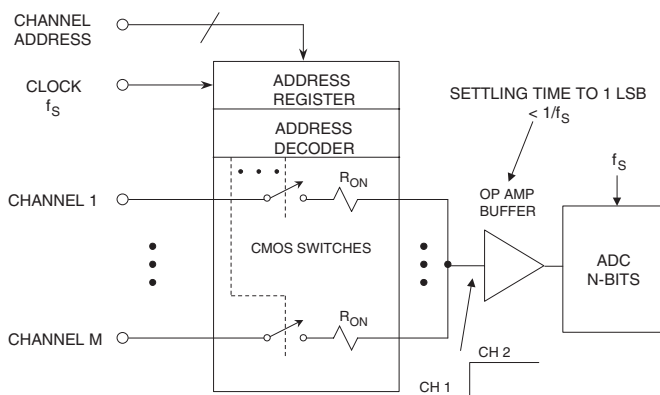 CHANNEL
ADDRESS
CLOCK
fS
ADDRESS
REGISTER
ADDRESS
DECODER
SETTLING TIME TO 1 LSB
< 1/fS
fS
CHANNEL 1
RON
OP AMP
BUFFER
CMOS SWITCHES
ADC
N-BITS
CHANNEL M
RON
CH 2
CH 1